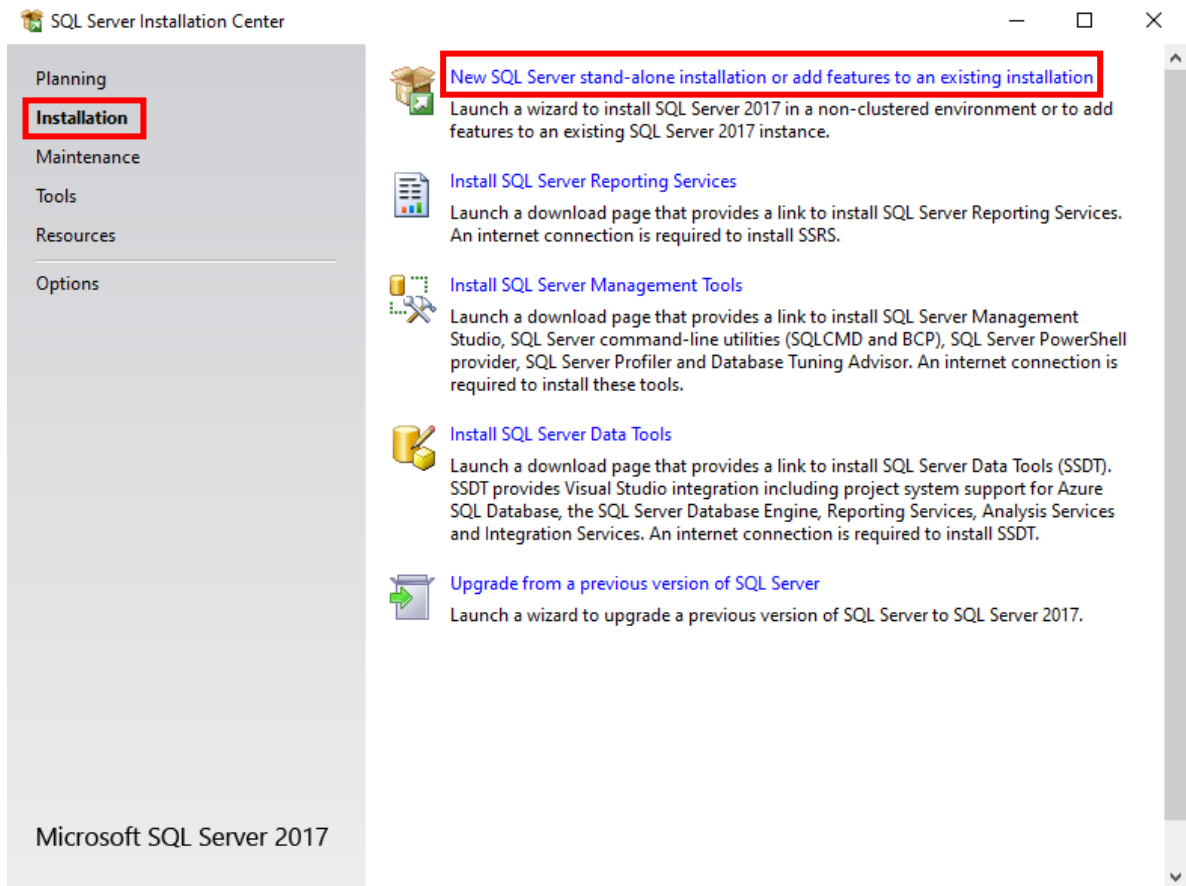 SQL Server Installation Center
Planning
Installation
Maintenance
Tools
Resources
Options
Microsoft SQL Server 2017
New SQL Server stand-alone installation or add features to an existing installation
Launch a wizard to install SQL Server 2017 in a non-clustered environment or to add
features to an existing SQL Server 2017 instance.
Install SQL Server Reporting Services
Launch a download page that provides a link to install SQL Server Reporting Services.
An internet connection is required to install SSRS.
Install SQL Server Management Tools
Launch a download page that provides a link to install SQL Server Management
Studio, SQL Server command-line utilities (SQLCMD and BCP), SQL Server PowerShell
provider, SQL Server Profiler and Database Tuning Advisor. An internet connection is
required to install these tools.
Install SQL Server Data Tools
Launch a download page that provides a link to install SQL Server Data Tools (SSDT).
SSDT provides Visual Studio integration including project system support for Azure
SQL Database, the SQL Server Database Engine, Reporting Services, Analysis Services
and Integration Services. An internet connection is required to install SSDT.
Upgrade from a previous version of SQL Server
Launch a wizard to upgrade a previous version of SQL Server to SQL Server 2017.